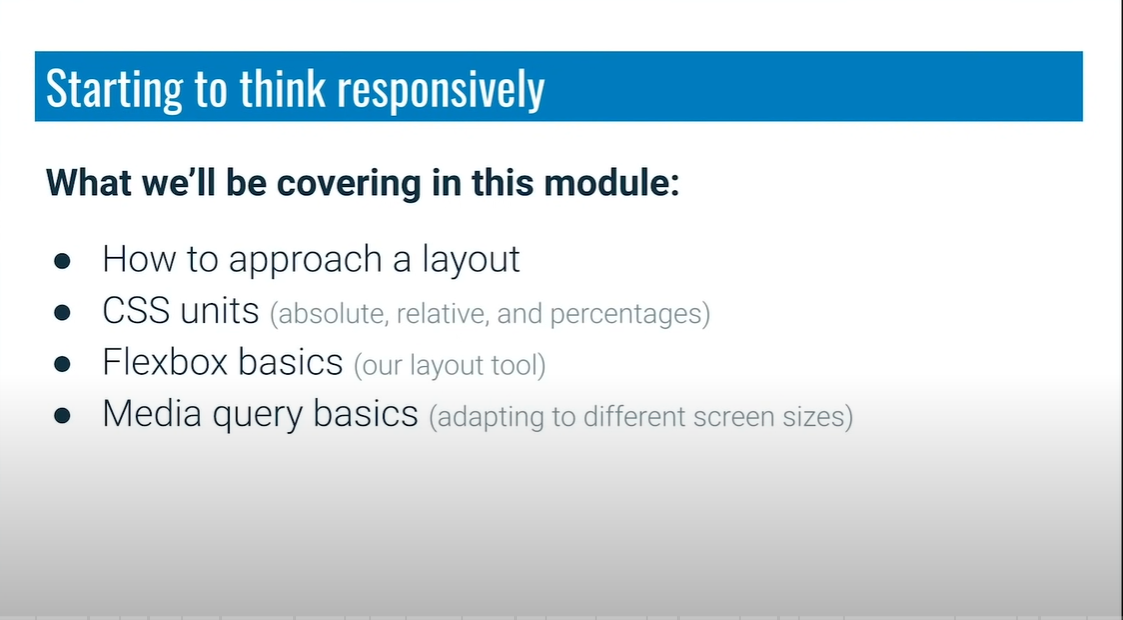 Starting to think responsively
What we'll be covering in this module:
● How to approach a layout
● CSS units (absolute, relative, and percentages)
● Flexbox basics (our layout tool)
● Media query basics (adapting to different screen sizes)